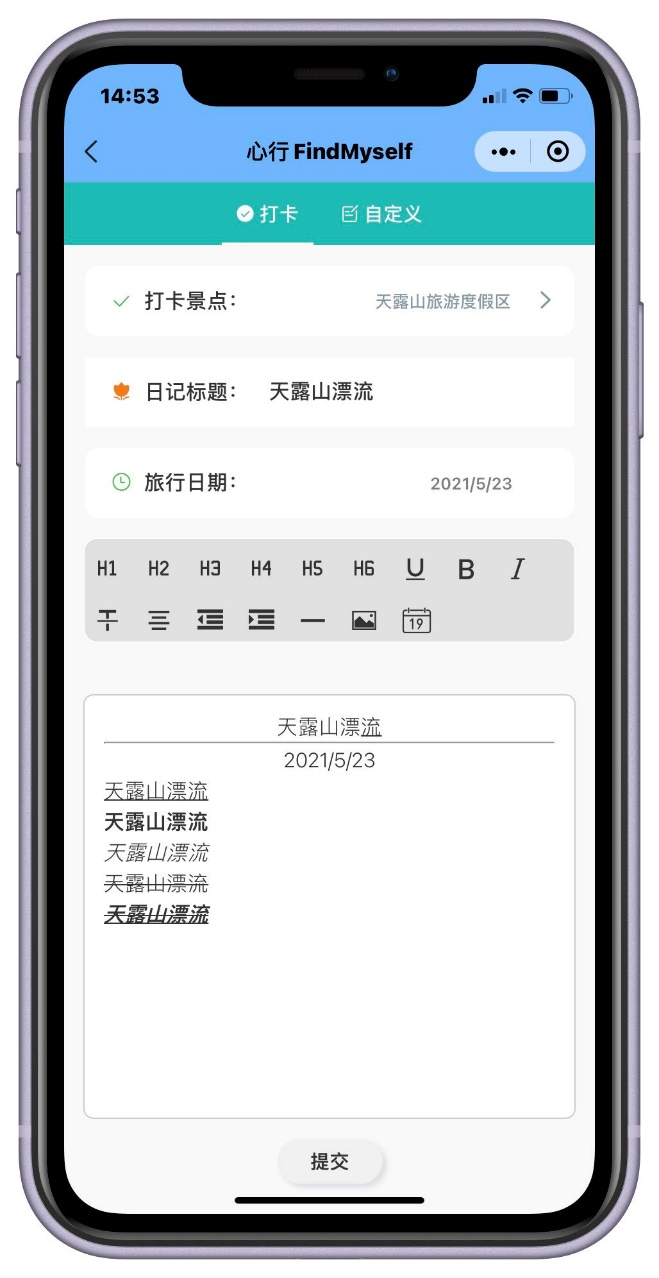 14:53
心行 FindMyself
打卡 自定义
打卡景点： 天露山旅游度假区
日记标题： 天露山漂流
旅行日期： 2021/5/23
H1 H2 H3 H4 H5 H6 U B I
19
天露山漂流
2021/5/23
天露山漂流
天露山漂流
天露山漂流
天露山漂流
天露山漂流
提交